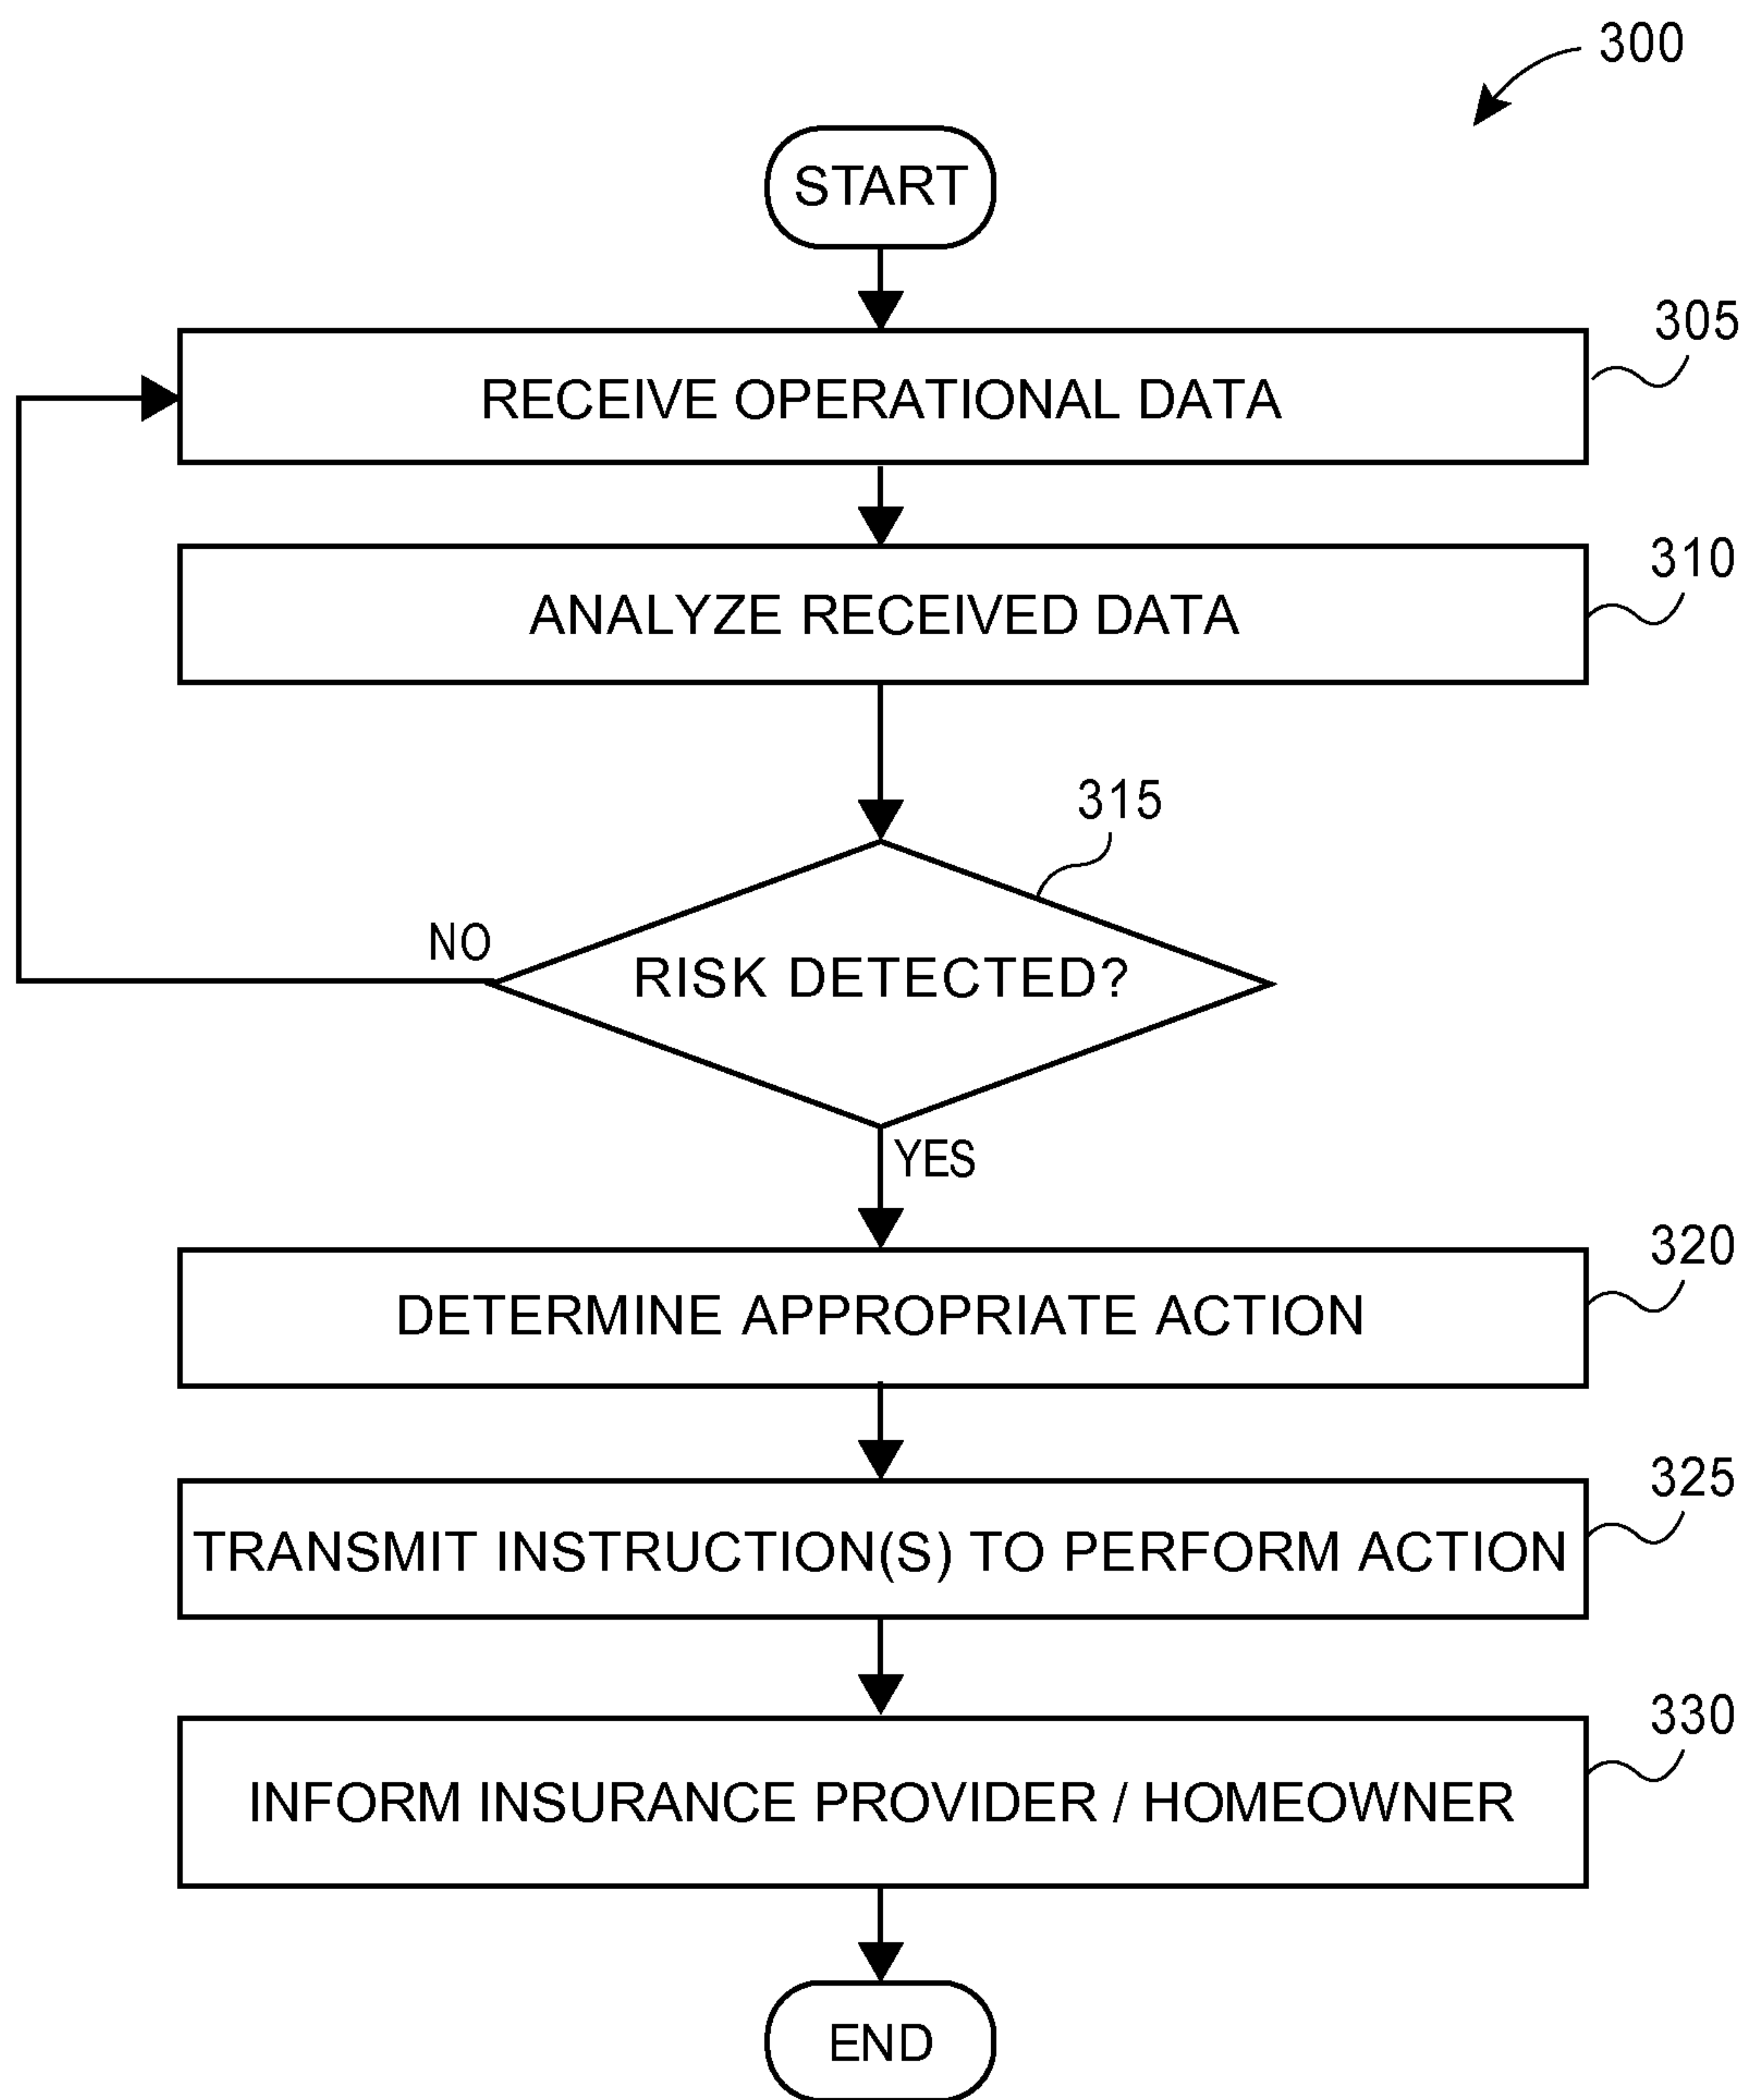 300
START
305
RECEIVE OPERATIONAL DATA
310
ANALYZE RECEIVED DATA
315
NO
RISK DETECTED?
YES
320
DETERMINE APPROPRIATE ACTION
325
TRANSMIT INSTRUCTION(S) TO PERFORM ACTION
330
INFORM INSURANCE PROVIDER / HOMEOWNER
END